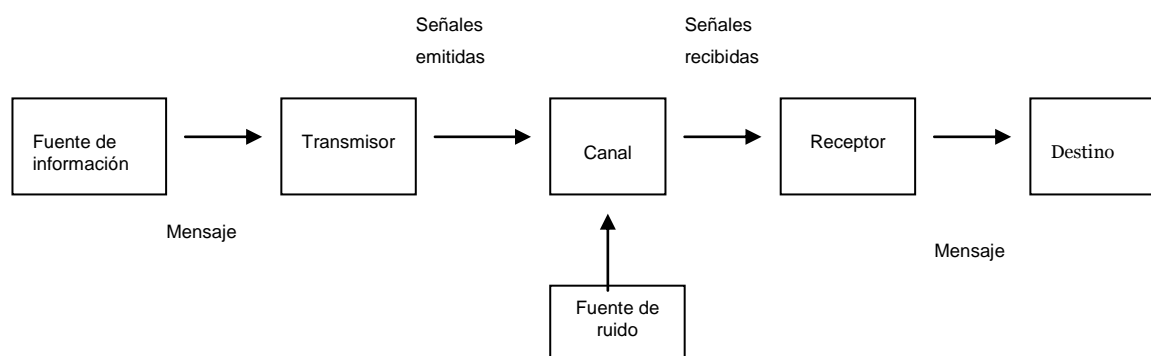 Señales
emitidas
Señales
recibidas
Fuente de
información
Transmisor
Canal
Receptor
Destino
Mensaje
Mensaje
Fuente de
ruido